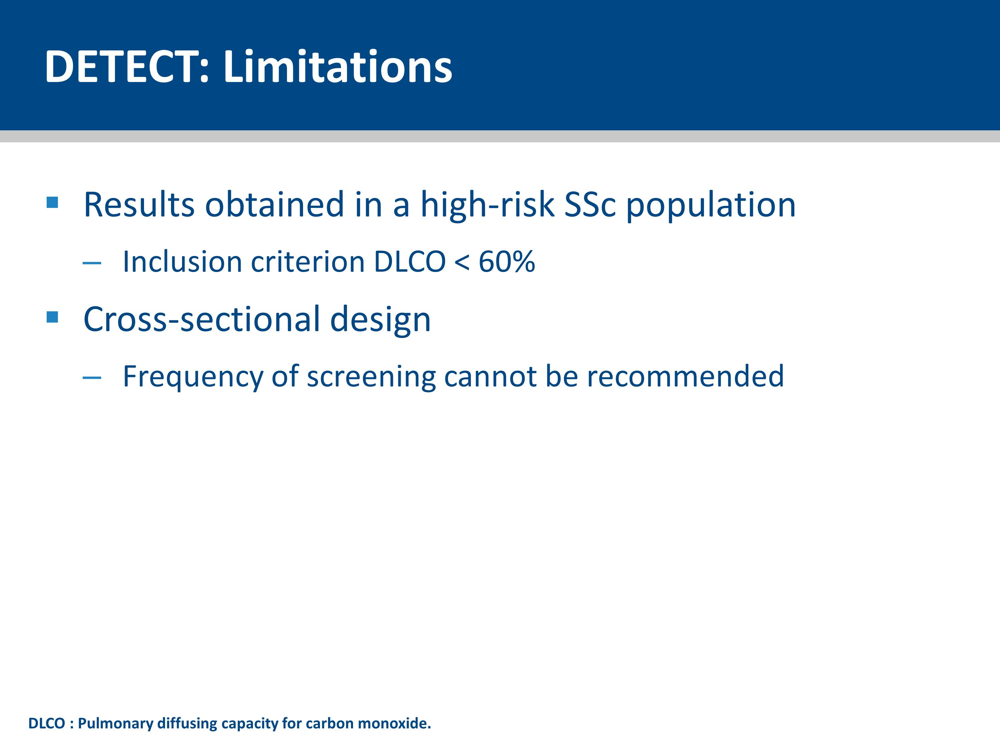 DETECT: Limitations
▪ Results obtained in a high-risk SSc population
– Inclusion criterion DLCO < 60%
▪ Cross-sectional design
– Frequency of screening cannot be recommended
DLCO : Pulmonary diffusing capacity for carbon monoxide.